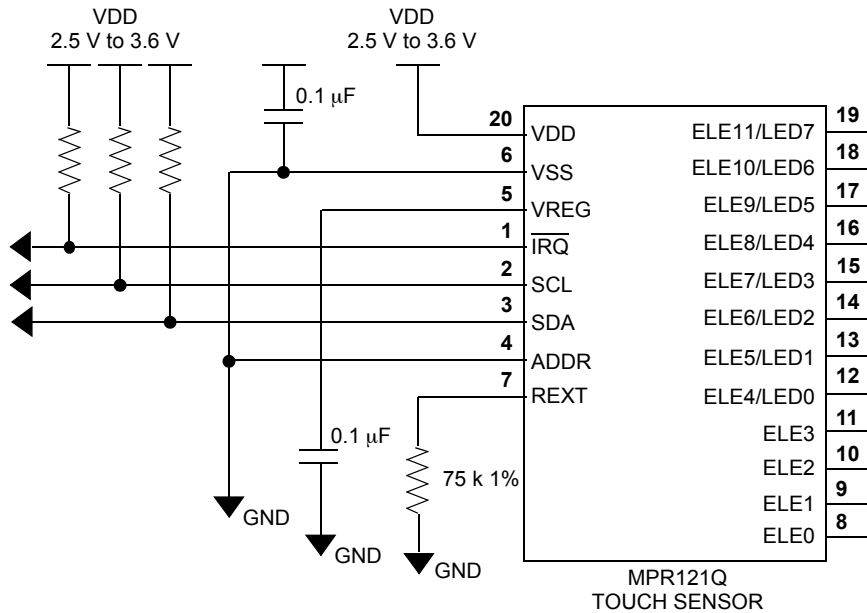 VDD
2.5 V to 3.6 V
VDD
2.5 V to 3.6 V
0.1 μF
20 VDD
6 VSS
5 VREG
1 IRQ
2 SCL
3 SDA
4 ADDR
7 REXT
ELE11/LED7 19
ELE10/LED6 18
ELE9/LED5 17
ELE8/LED4 16
ELE7/LED3 15
ELE6/LED2 14
ELE5/LED1 13
ELE4/LED0 12
ELE3 11
ELE2 10
ELE1 9
ELE0 8
0.1 μF
75 k 1%
GND
GND
GND
MPR121Q
TOUCH SENSOR